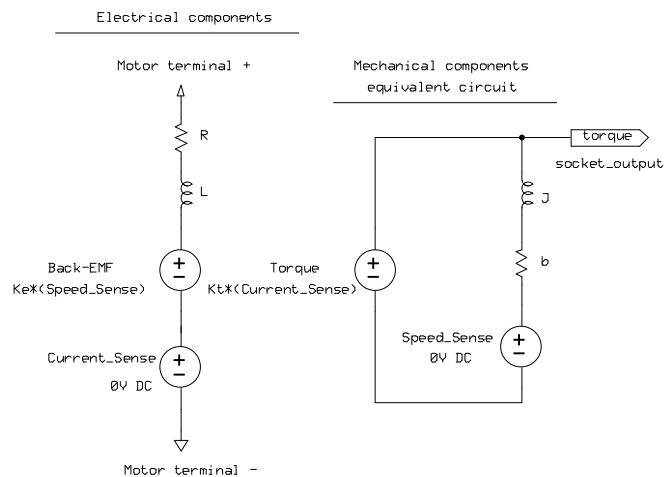 Electrical components
Motor terminal +
R
L
Back-EMF
Ke*(Speed_Sense)
Current_Sense
0V DC
Motor terminal -
Mechanical components
equivalent circuit
torque
socket_output
J
b
Torque
Kt*(Current_Sense)
Speed_Sense
0V DC